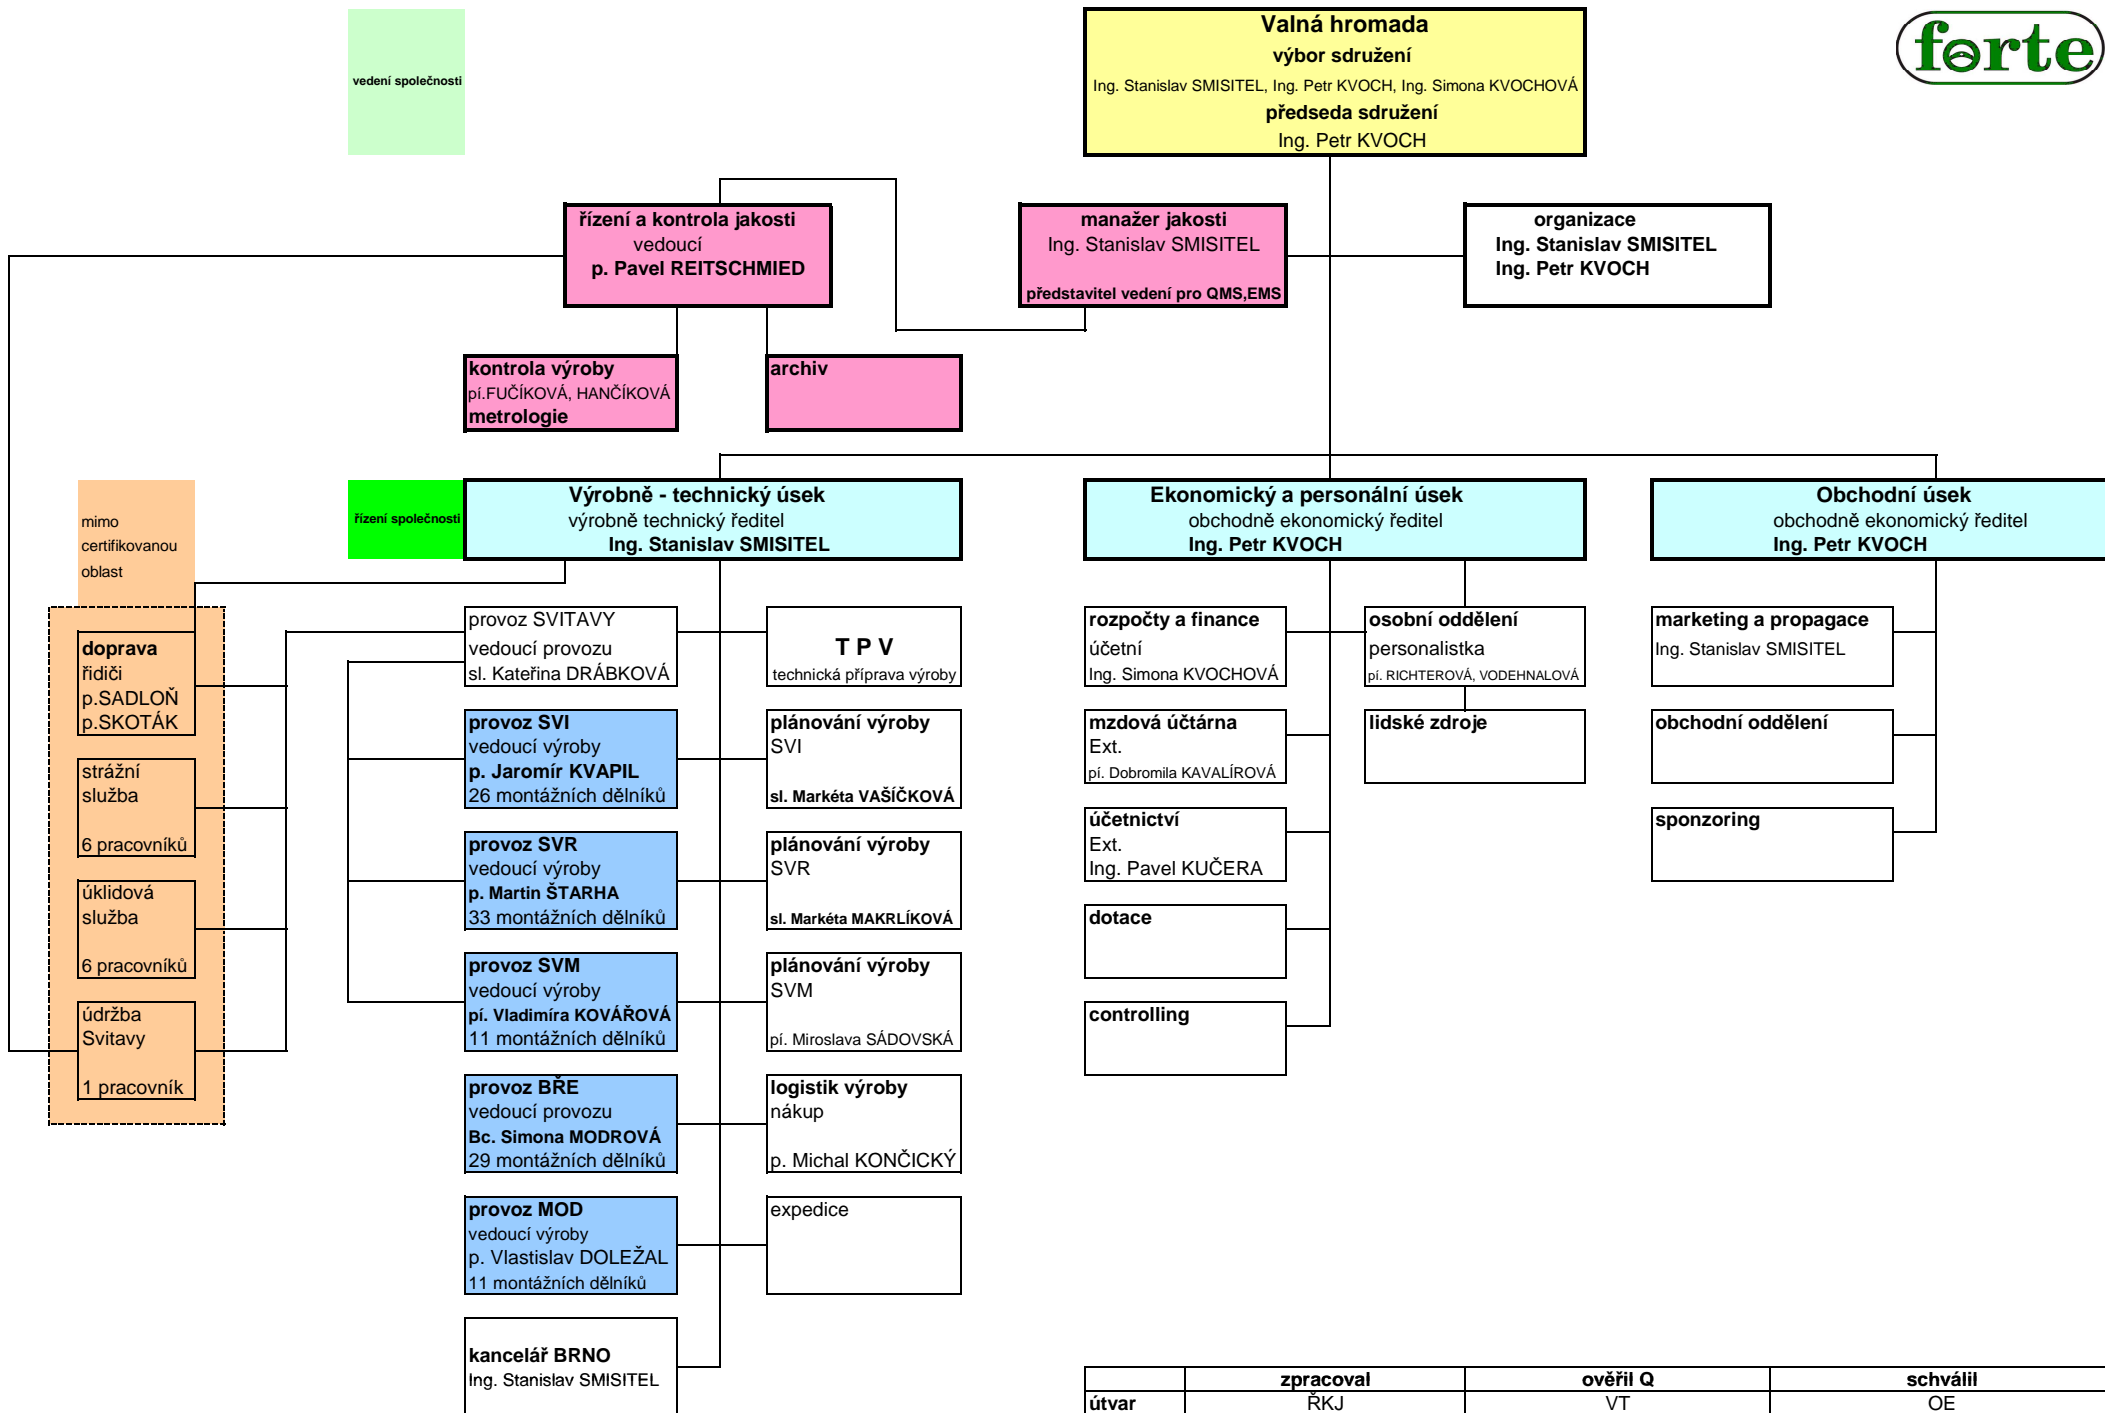 vedení společnosti
Valná hromada
výbor sdružení
Ing. Stanislav SMISITEL, Ing. Petr KVOCH, Ing. Simona KVOCHOVÁ
předseda sdružení
Ing. Petr KVOCH
forte
řízení a kontrola jakosti
vedoucí
p. Pavel REITSCHMIED
manažer jakosti
Ing. Stanislav SMISITEL
představitel vedení pro QMS,EMS
organizace
Ing. Stanislav SMISITEL
Ing. Petr KVOCH
kontrola výroby
pí.FUČÍKOVÁ, HANČÍKOVÁ
metrologie
archiv
mimo
certifikovanou
oblast
řízení společnosti
Výrobně - technický úsek
výrobně technický ředitel
Ing. Stanislav SMISITEL
Ekonomický a personální úsek
obchodně ekonomický ředitel
Ing. Petr KVOCH
Obchodní úsek
obchodně ekonomický ředitel
Ing. Petr KVOCH
doprava
řidiči
p.SADLOŇ
p.SKOTÁK
strážní
služba
6 pracovníků
úklidová
služba
6 pracovníků
údržba
Svitavy
1 pracovník
provoz SVITAVY
vedoucí provozu
sl. Kateřina DRÁBKOVÁ
provoz SVI
vedoucí výroby
p. Jaromír KVAPIL
26 montážních dělníků
provoz SVR
vedoucí výroby
p. Martin ŠTARHA
33 montážních dělníků
provoz SVM
vedoucí výroby
pí. Vladimíra KOVÁŘOVÁ
11 montážních dělníků
provoz BŘE
vedoucí provozu
Bc. Simona MODROVÁ
29 montážních dělníků
provoz MOD
vedoucí výroby
p. Vlastislav DOLEŽAL
11 montážních dělníků
kancelář BRNO
Ing. Stanislav SMISITEL
T P V
technická příprava výroby
plánování výroby
SVI
sl. Markéta VAŠÍČKOVÁ
plánování výroby
SVR
sl. Markéta MAKRLÍKOVÁ
plánování výroby
SVM
pí. Miroslava SÁDOVSKÁ
logistik výroby
nákup
p. Michal KONČICKÝ
expedice
rozpočty a finance
účetní
Ing. Simona KVOCHOVÁ
mzdová účtárna
Ext.
pí. Dobromila KAVALÍROVÁ
účetnictví
Ext.
Ing. Pavel KUČERA
dotace
controlling
osobní oddělení
personalistka
pí. RICHTEROVÁ, VODEHNALOVÁ
lidské zdroje
marketing a propagace
Ing. Stanislav SMISITEL
obchodní oddělení
sponzoring
zpracoval ověřil Q schválil
útvar ŘKJ VT OE